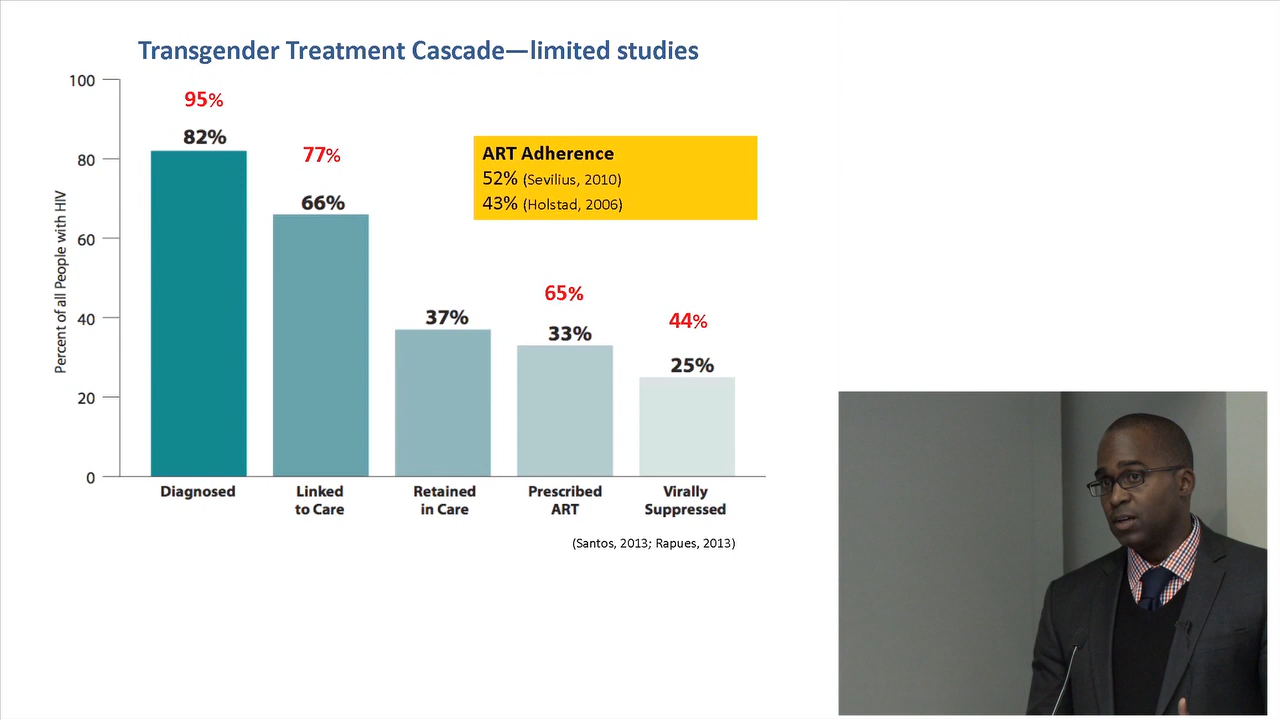 Transgender Treatment Cascade—limited studies
Percent of all People with HIV
100
80
60
40
20
0
95%
82%
77%
66%
37%
65%
33%
44%
25%
ART Adherence
52% (Sevilius, 2010)
43% (Holstad, 2006)
Diagnosed
Linked
to Care
Retained
in Care
Prescribed
ART
Virally
Suppressed
(Santos, 2013; Rapues, 2013)